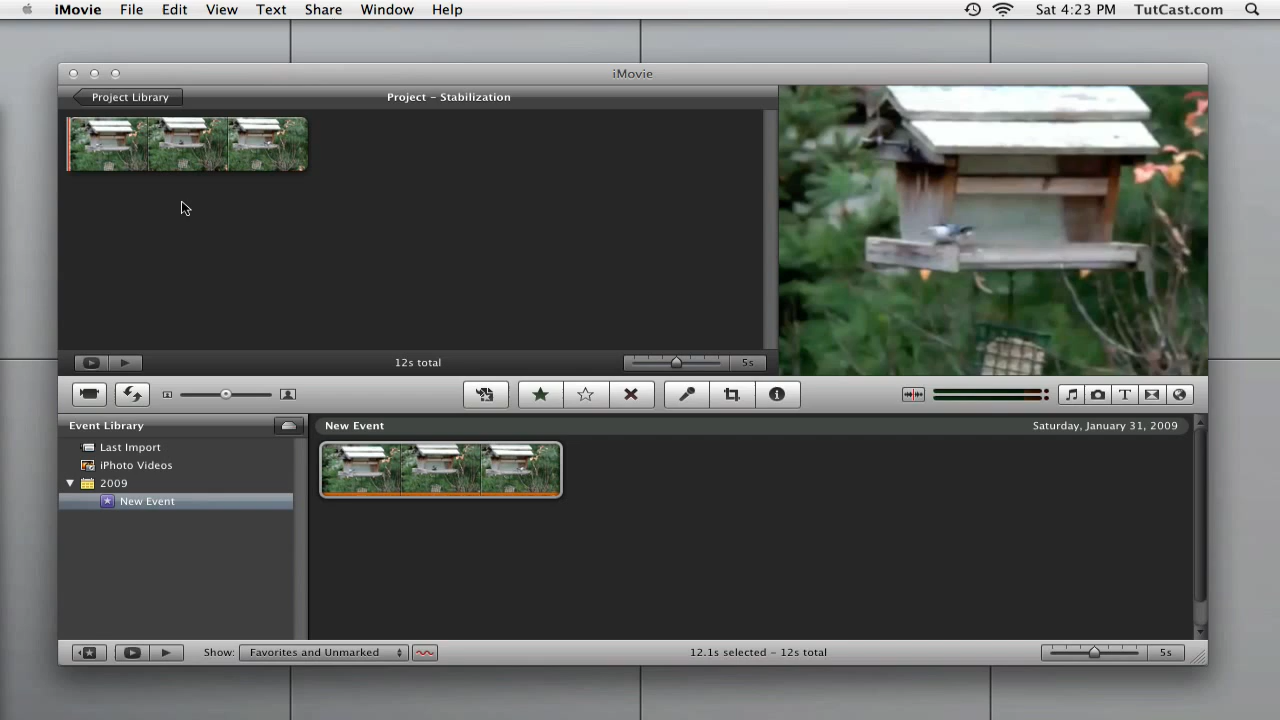 iMovie File Edit View Text Share Window Help Sat 4:23 PM TutCast.com
iMovie
Project Library Project – Stabilization
12s total 5s
Event Library New Event Saturday, January 31, 2009
Last Import
iPhoto Videos
2009
New Event
Show: Favorites and Unmarked 12.1s selected – 12s total 5s